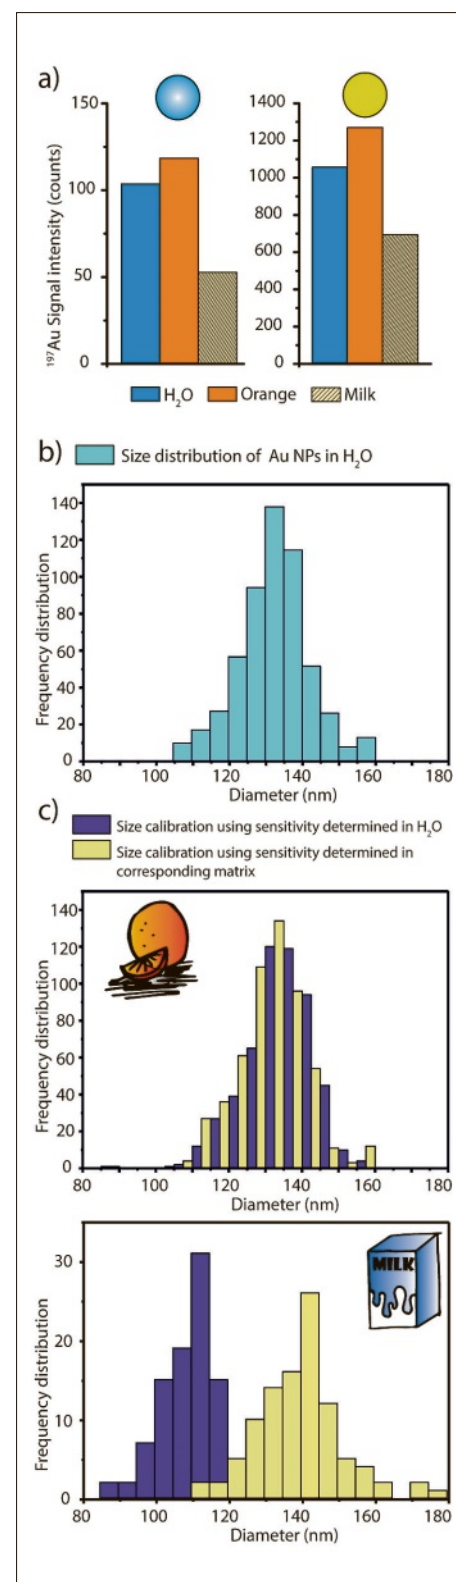 a)
150
100
50
0
¹⁹⁷Au Signal intensity (counts)
1400
1200
1000
800
600
400
200
0
H₂O Orange Milk
b)
Size distribution of Au NPs in H₂O
Frequency distribution
140
120
100
80
60
40
20
0
80 100 120 140 160 180
Diameter (nm)
c)
Size calibration using sensitivity determined in H₂O
Size calibration using sensitivity determined in
corresponding matrix
Frequency distribution
140
120
100
80
60
40
20
0
80 100 120 140 160 180
Diameter (nm)
MILK
Frequency distribution
30
20
10
0
80 100 120 140 160 180
Diameter (nm)